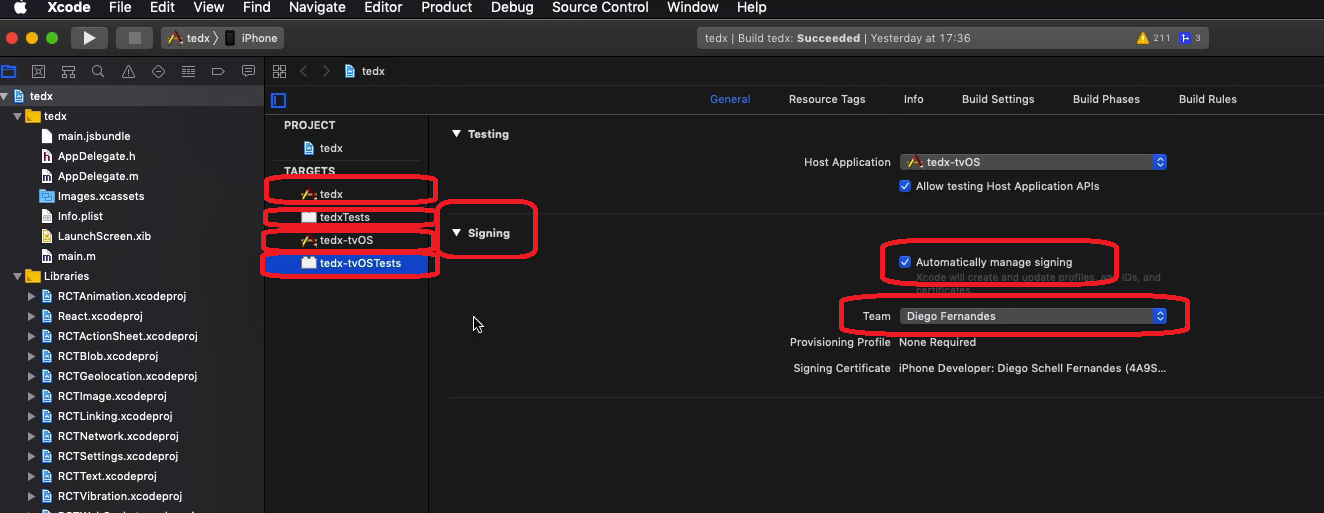 Xcode File Edit View Find Navigate Editor Product Debug Source Control Window Help
tedx iPhone
tedx | Build tedx: Succeeded | Yesterday at 17:36
211
3
tedx
General Resource Tags Info Build Settings Build Phases Build Rules
tedx
tedx
main.jsbundle
AppDelegate.h
AppDelegate.m
Images.xcassets
Info.plist
LaunchScreen.xib
main.m
Libraries
RCTAnimation.xcodeproj
React.xcodeproj
RCTActionSheet.xcodeproj
RCTBlob.xcodeproj
RCTGeolocation.xcodeproj
RCTImage.xcodeproj
RCTLinking.xcodeproj
RCTNetwork.xcodeproj
RCTSettings.xcodeproj
RCTText.xcodeproj
RCTVibration.xcodeproj
PROJECT
tedx
TARGETS
tedx
tedxTests
tedx-tvOS
tedx-tvOSTests
Testing
Host Application tedx-tvOS
Allow testing Host Application APIs
Signing
Automatically manage signing
Xcode will create and update profiles, app IDs, and
certificates.
Team Diego Fernandes
Provisioning Profile None Required
Signing Certificate iPhone Developer: Diego Schell Fernandes (4A9S...